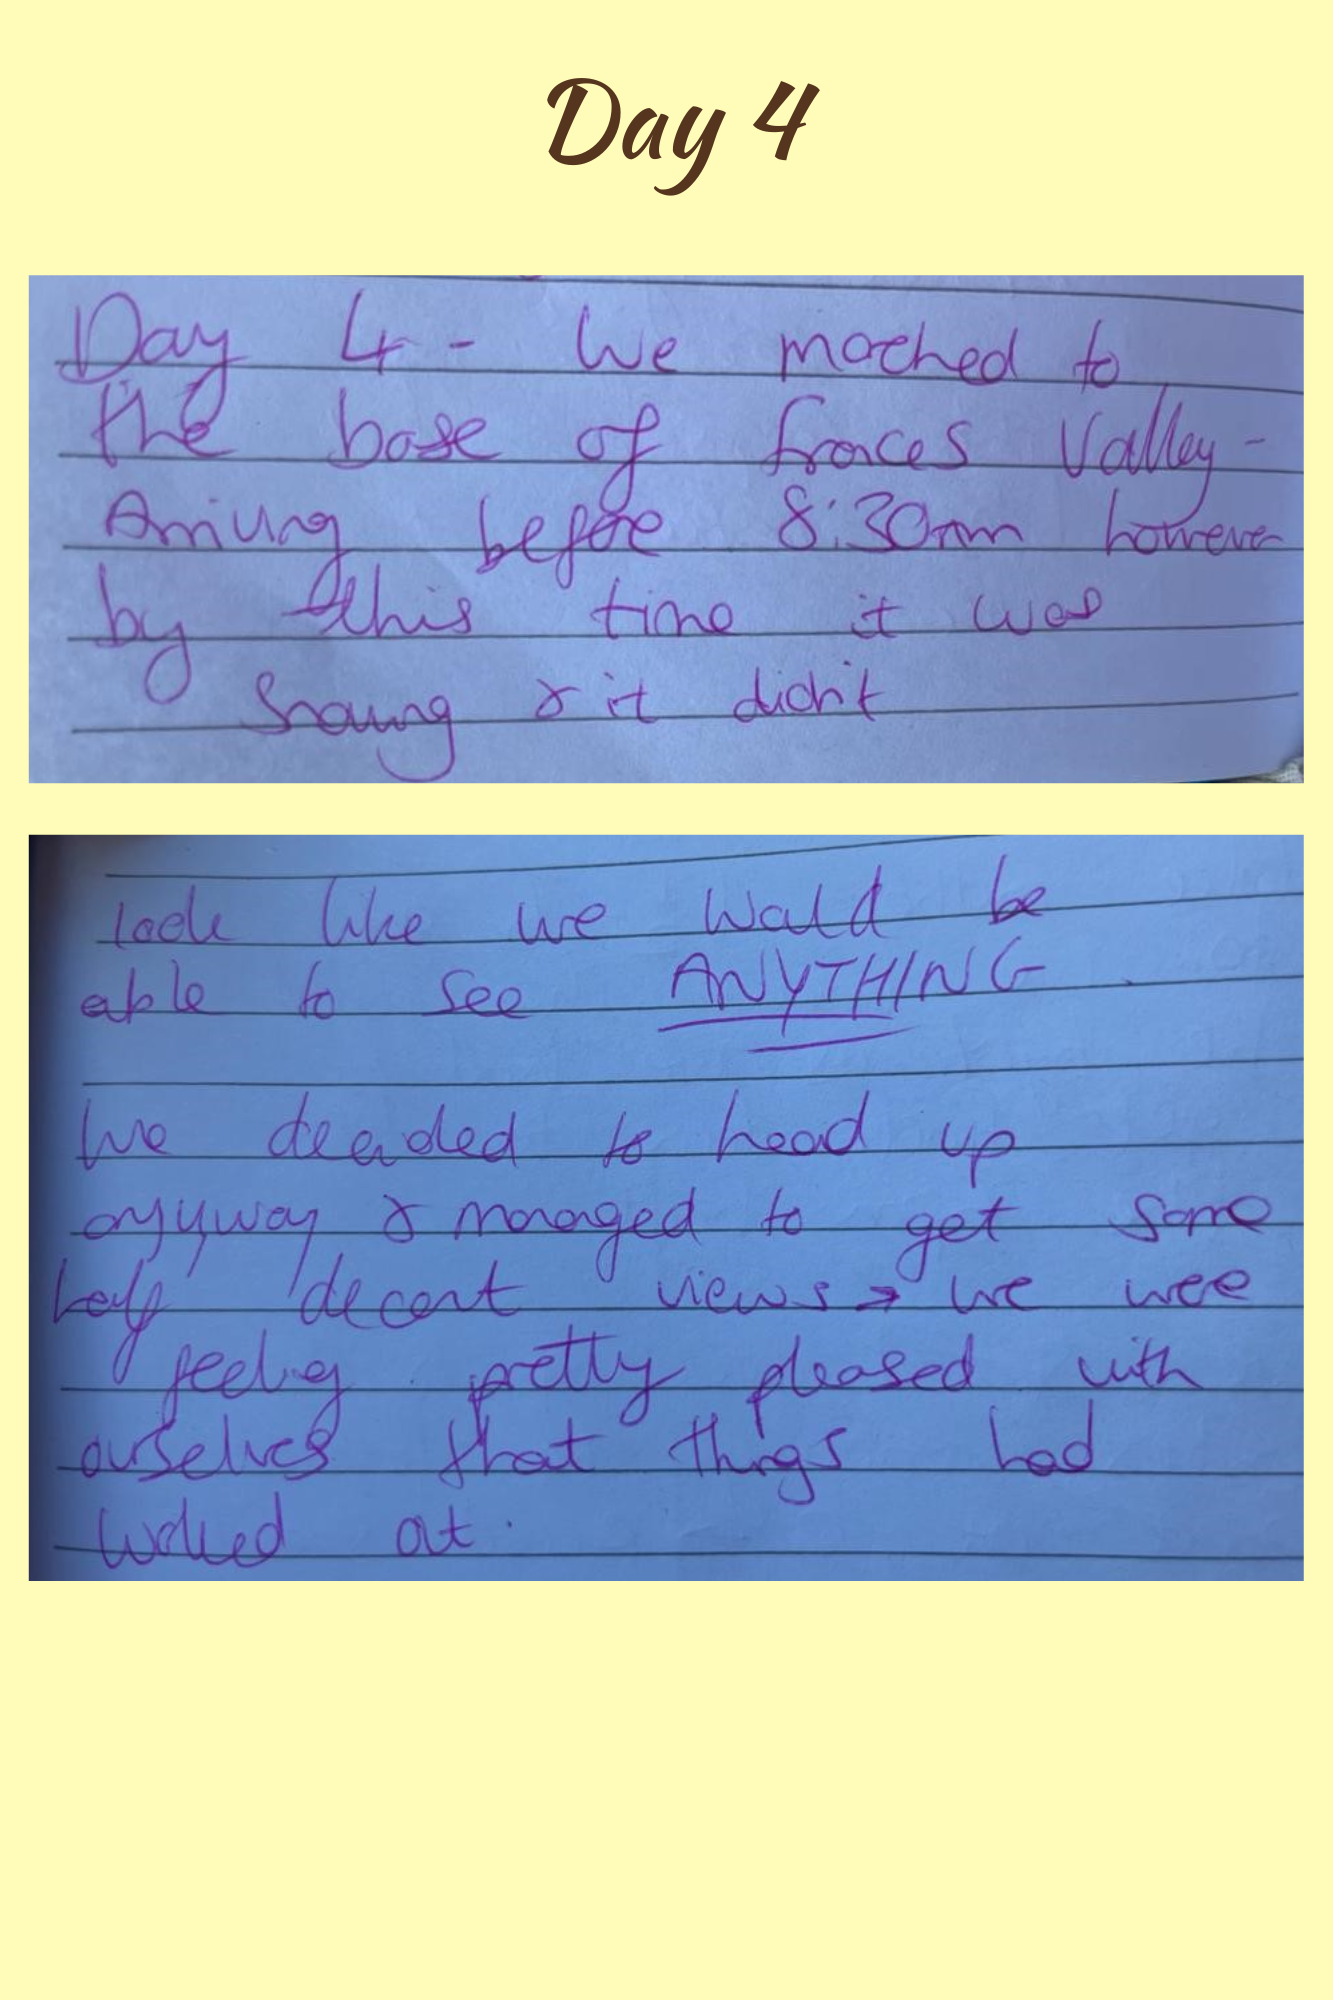 Day 4
Day 4 - We marched to
the base of frances Valley -
Arriving before 8:30am however
by this time it was
Snowing & it didn't
look like we would be
able to see ANYTHING.
We decided to head up
anyway & managed to get some
half decent views → we were
feeling pretty pleased with
ourselves that things had
worked out.